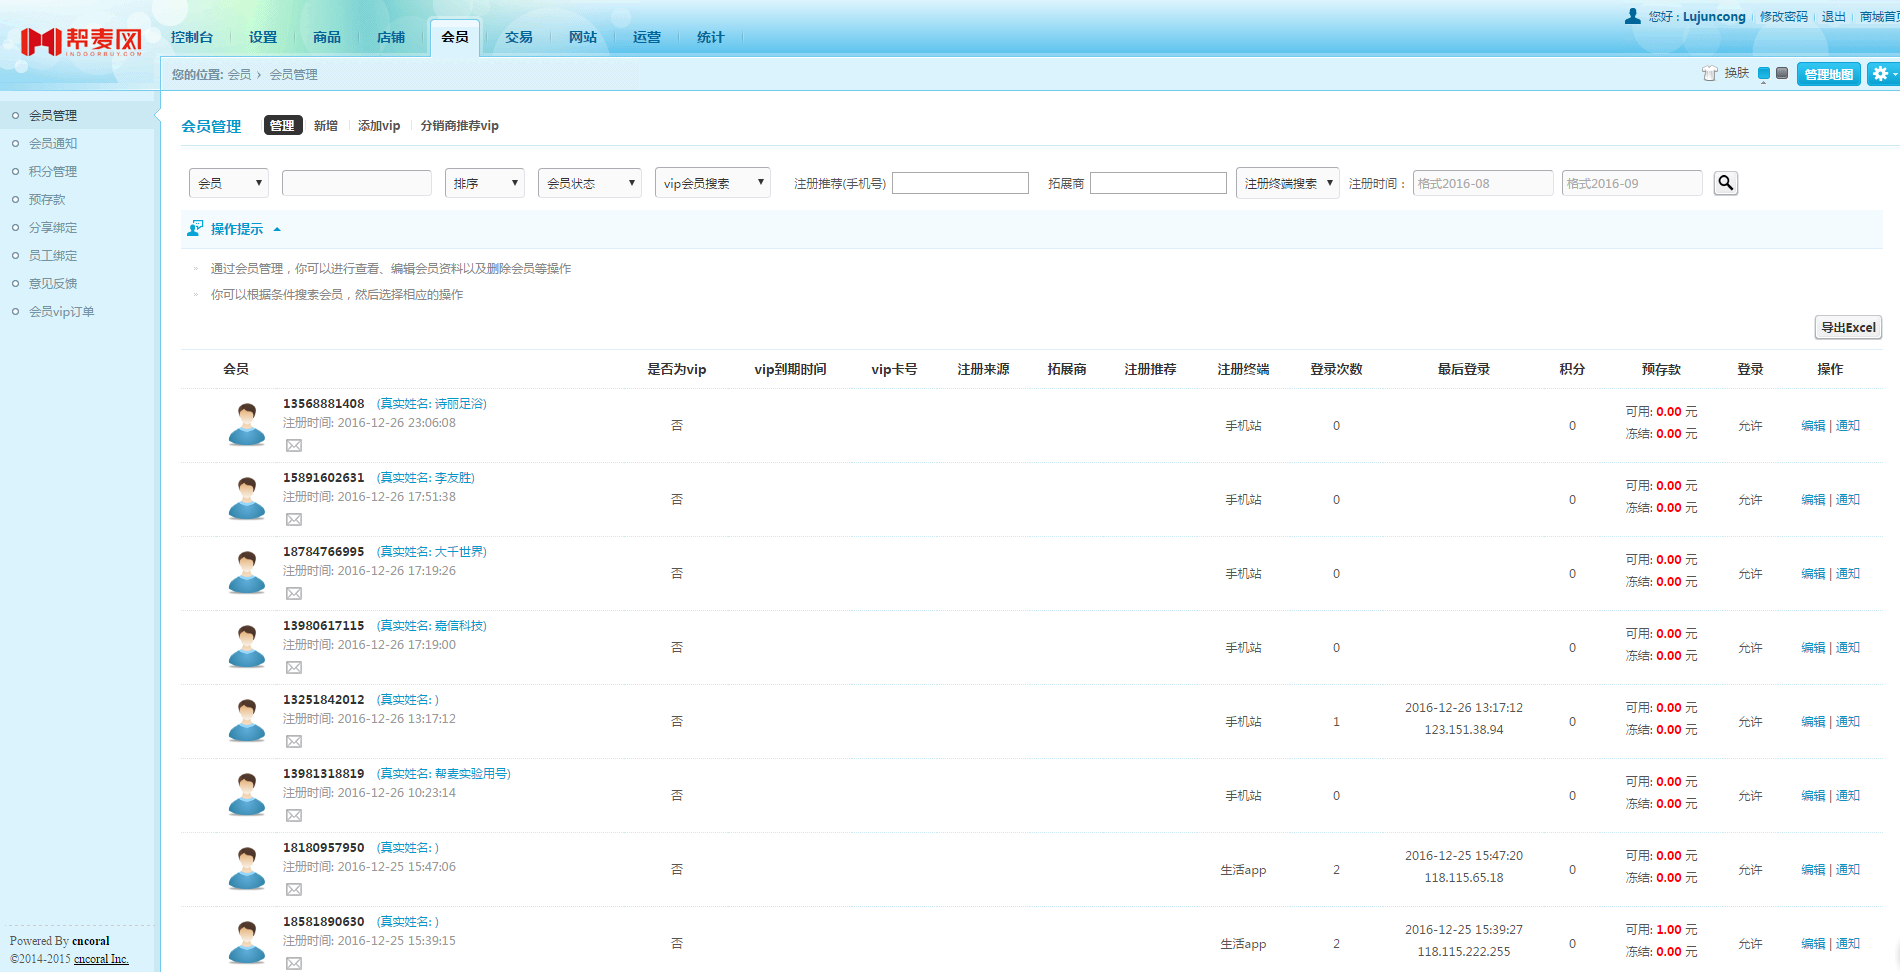 您好 : Lujuncong 修改密码 退出 商城首页
帮麦网 INDOORBUY.COM
控制台 设置 商品 店铺 会员 交易 网站 运营 统计
您的位置: 会员 › 会员管理
换肤 管理地图
会员管理
会员通知
积分管理
预存款
分享绑定
员工绑定
意见反馈
会员vip订单
会员管理 管理 新增 添加vip 分销商推荐vip
会员 排序 会员状态 vip会员搜索 注册推荐(手机号) 拓展商 注册终端搜索 注册时间： 格式2016-08 格式2016-09
操作提示
通过会员管理，你可以进行查看、编辑会员资料以及删除会员等操作
你可以根据条件搜索会员，然后选择相应的操作
导出Excel
会员 是否为vip vip到期时间 vip卡号 注册来源 拓展商 注册推荐 注册终端 登录次数 最后登录 积分 预存款 登录 操作
13568881408 (真实姓名: 诗丽足浴)
注册时间: 2016-12-26 23:06:08
否 手机站 0 0 可用: 0.00 元 冻结: 0.00 元 允许 编辑 | 通知
15891602631 (真实姓名: 李友胜)
注册时间: 2016-12-26 17:51:38
否 手机站 0 0 可用: 0.00 元 冻结: 0.00 元 允许 编辑 | 通知
18784766995 (真实姓名: 大千世界)
注册时间: 2016-12-26 17:19:26
否 手机站 0 0 可用: 0.00 元 冻结: 0.00 元 允许 编辑 | 通知
13980617115 (真实姓名: 嘉信科技)
注册时间: 2016-12-26 17:19:00
否 手机站 0 0 可用: 0.00 元 冻结: 0.00 元 允许 编辑 | 通知
13251842012 (真实姓名: )
注册时间: 2016-12-26 13:17:12
否 手机站 1 2016-12-26 13:17:12 123.151.38.94 0 可用: 0.00 元 冻结: 0.00 元 允许 编辑 | 通知
13981318819 (真实姓名: 帮麦实验用号)
注册时间: 2016-12-26 10:23:14
否 手机站 0 0 可用: 0.00 元 冻结: 0.00 元 允许 编辑 | 通知
18180957950 (真实姓名: )
注册时间: 2016-12-25 15:47:06
否 生活app 2 2016-12-25 15:47:20 118.115.65.18 0 可用: 0.00 元 冻结: 0.00 元 允许 编辑 | 通知
18581890630 (真实姓名: )
注册时间: 2016-12-25 15:39:15
否 生活app 2 2016-12-25 15:39:27 118.115.222.255 0 可用: 1.00 元 冻结: 0.00 元 允许 编辑 | 通知
Powered By cncoral
©2014-2015 cncoral Inc.